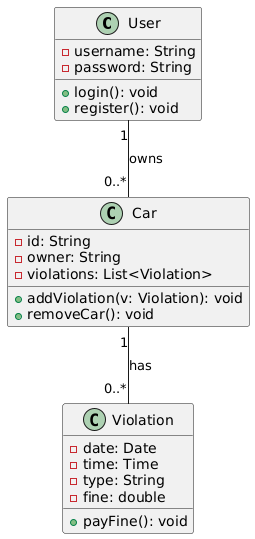 C User
username: String
password: String
login(): void
register(): void
1
owns
0..*
C Car
id: String
owner: String
violations: List<Violation>
addViolation(v: Violation): void
removeCar(): void
1
has
0..*
C Violation
date: Date
time: Time
type: String
fine: double
payFine(): void